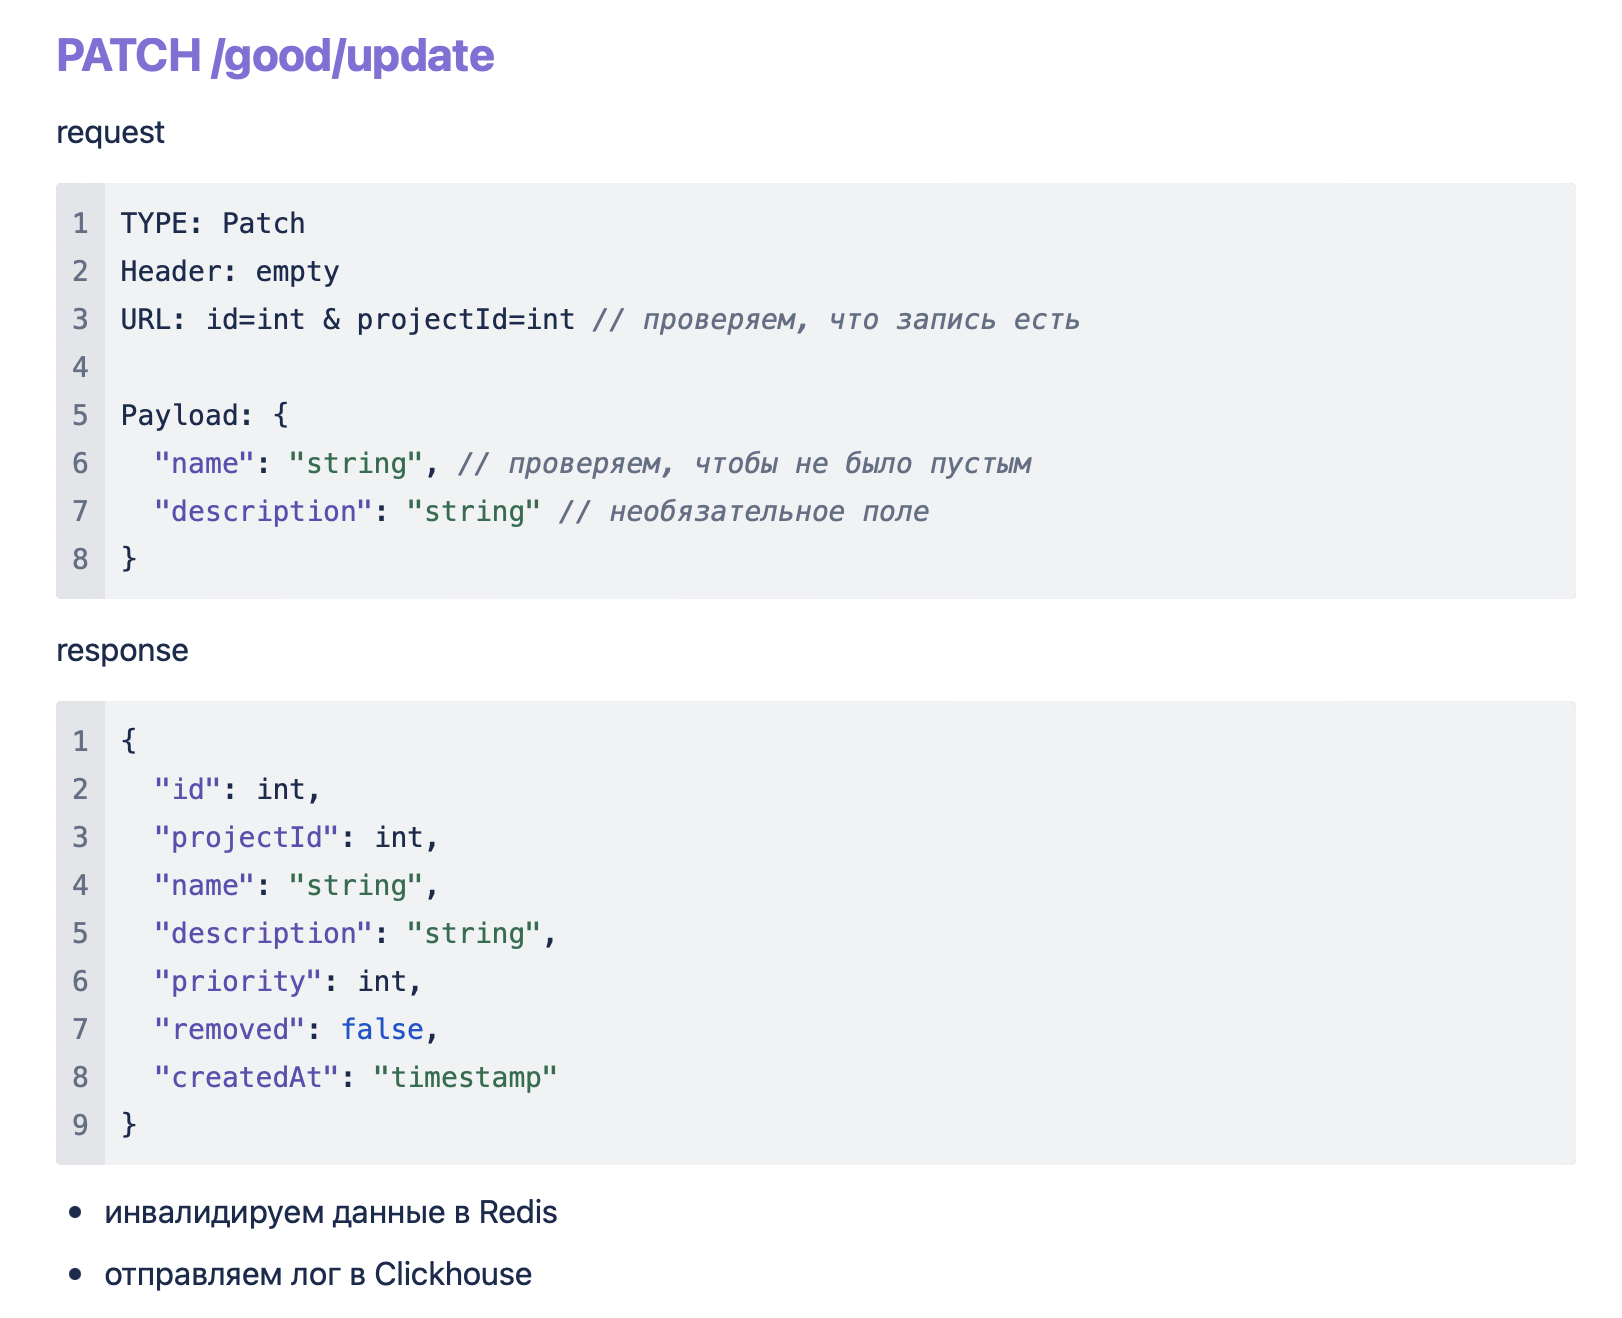 PATCH /good/update
request
1 TYPE: Patch
2 Header: empty
3 URL: id=int & projectId=int // проверяем, что запись есть
4
5 Payload: {
6   "name": "string", // проверяем, чтобы не было пустым
7   "description": "string" // необязательное поле
8 }
response
1 {
2   "id": int,
3   "projectId": int,
4   "name": "string",
5   "description": "string",
6   "priority": int,
7   "removed": false,
8   "createdAt": "timestamp"
9 }
• инвалидируем данные в Redis
• отправляем лог в Clickhouse